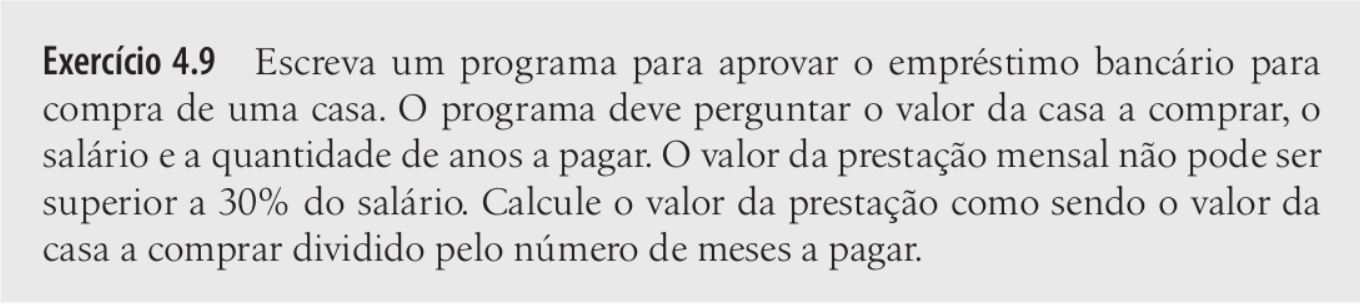 Exercício 4.9 Escreva um programa para aprovar o empréstimo bancário para
compra de uma casa. O programa deve perguntar o valor da casa a comprar, o
salário e a quantidade de anos a pagar. O valor da prestação mensal não pode ser
superior a 30% do salário. Calcule o valor da prestação como sendo o valor da
casa a comprar dividido pelo número de meses a pagar.